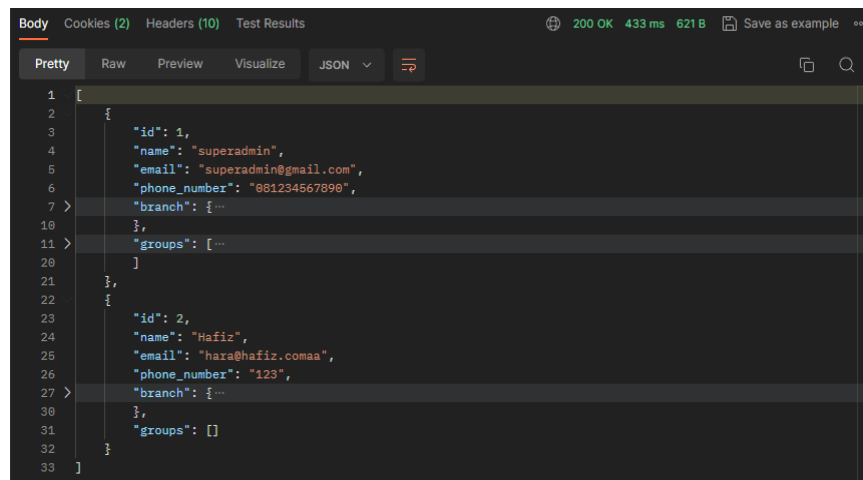 Body Cookies (2) Headers (10) Test Results 200 OK 433 ms 621 B Save as example
Pretty Raw Preview Visualize JSON
1 [
2 {
3 "id": 1,
4 "name": "superadmin",
5 "email": "superadmin@gmail.com",
6 "phone_number": "081234567890",
7 > "branch": {…
10 },
11 > "groups": […
20 ]
21 },
22 {
23 "id": 2,
24 "name": "Hafiz",
25 "email": "hara@hafiz.comaa",
26 "phone_number": "123",
27 > "branch": {…
30 },
31 "groups": []
32 }
33 ]